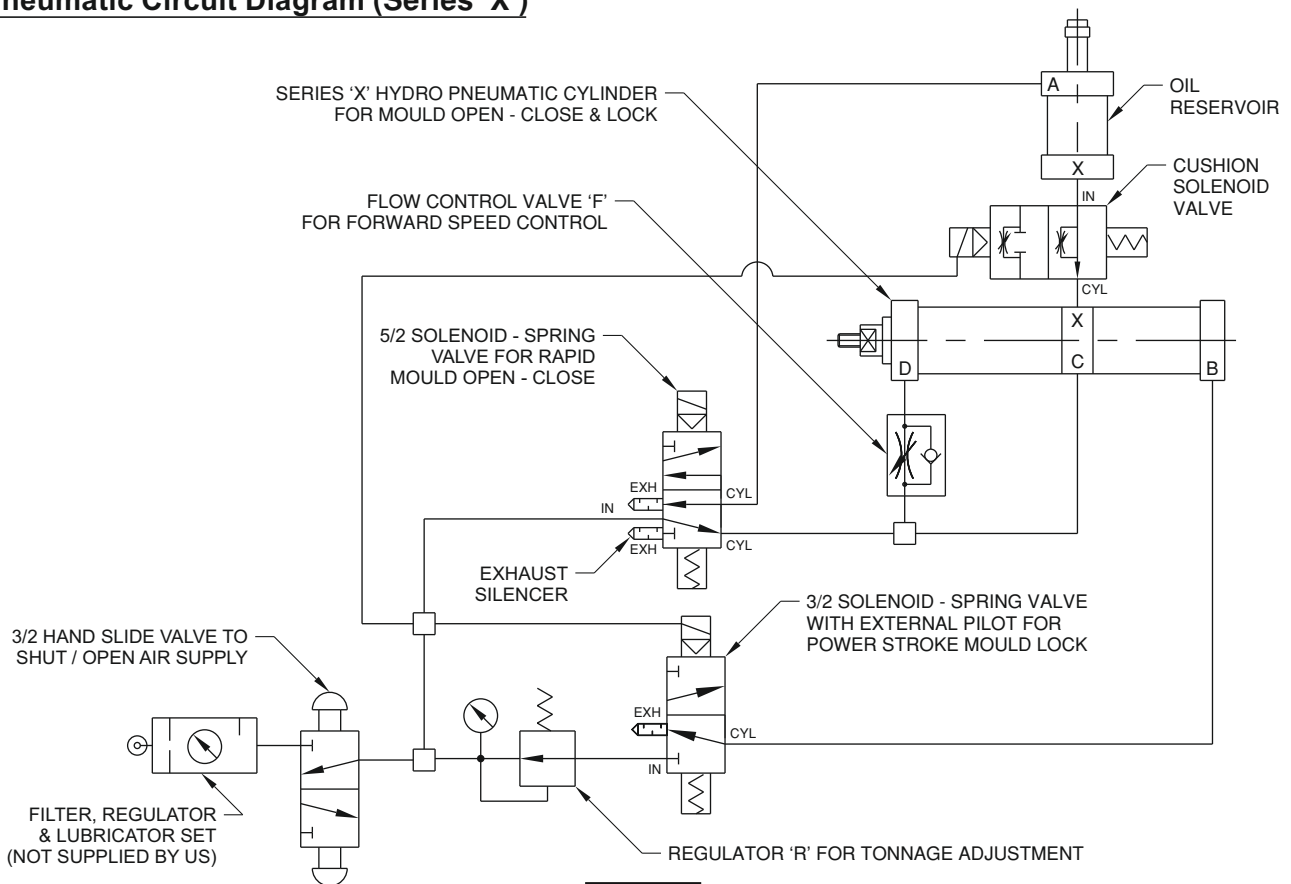 neumatic Circuit Diagram (Series 'X')
SERIES ‘X’ HYDRO PNEUMATIC CYLINDER
FOR MOULD OPEN - CLOSE & LOCK
A
OIL
RESERVOIR
X
FLOW CONTROL VALVE ‘F’
FOR FORWARD SPEED CONTROL
IN
CUSHION
SOLENOID
VALVE
CYL
5/2 SOLENOID - SPRING
VALVE FOR RAPID
MOULD OPEN - CLOSE
X
D
C
B
EXH
CYL
IN
EXH
CYL
EXHAUST
SILENCER
3/2 SOLENOID - SPRING VALVE
WITH EXTERNAL PILOT FOR
POWER STROKE MOULD LOCK
3/2 HAND SLIDE VALVE TO
SHUT / OPEN AIR SUPPLY
EXH
CYL
IN
FILTER, REGULATOR
& LUBRICATOR SET
(NOT SUPPLIED BY US)
REGULATOR ‘R’ FOR TONNAGE ADJUSTMENT